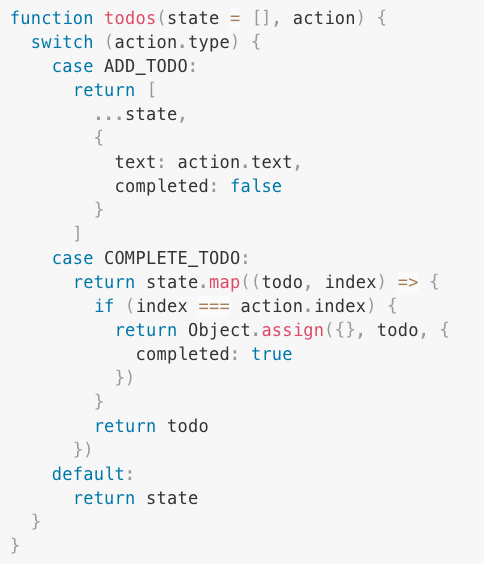 function todos(state = [], action) {
  switch (action.type) {
    case ADD_TODO:
      return [
        ...state,
        {
          text: action.text,
          completed: false
        }
      ]
    case COMPLETE_TODO:
      return state.map((todo, index) => {
        if (index === action.index) {
          return Object.assign({}, todo, {
            completed: true
          })
        }
        return todo
      })
    default:
      return state
  }
}